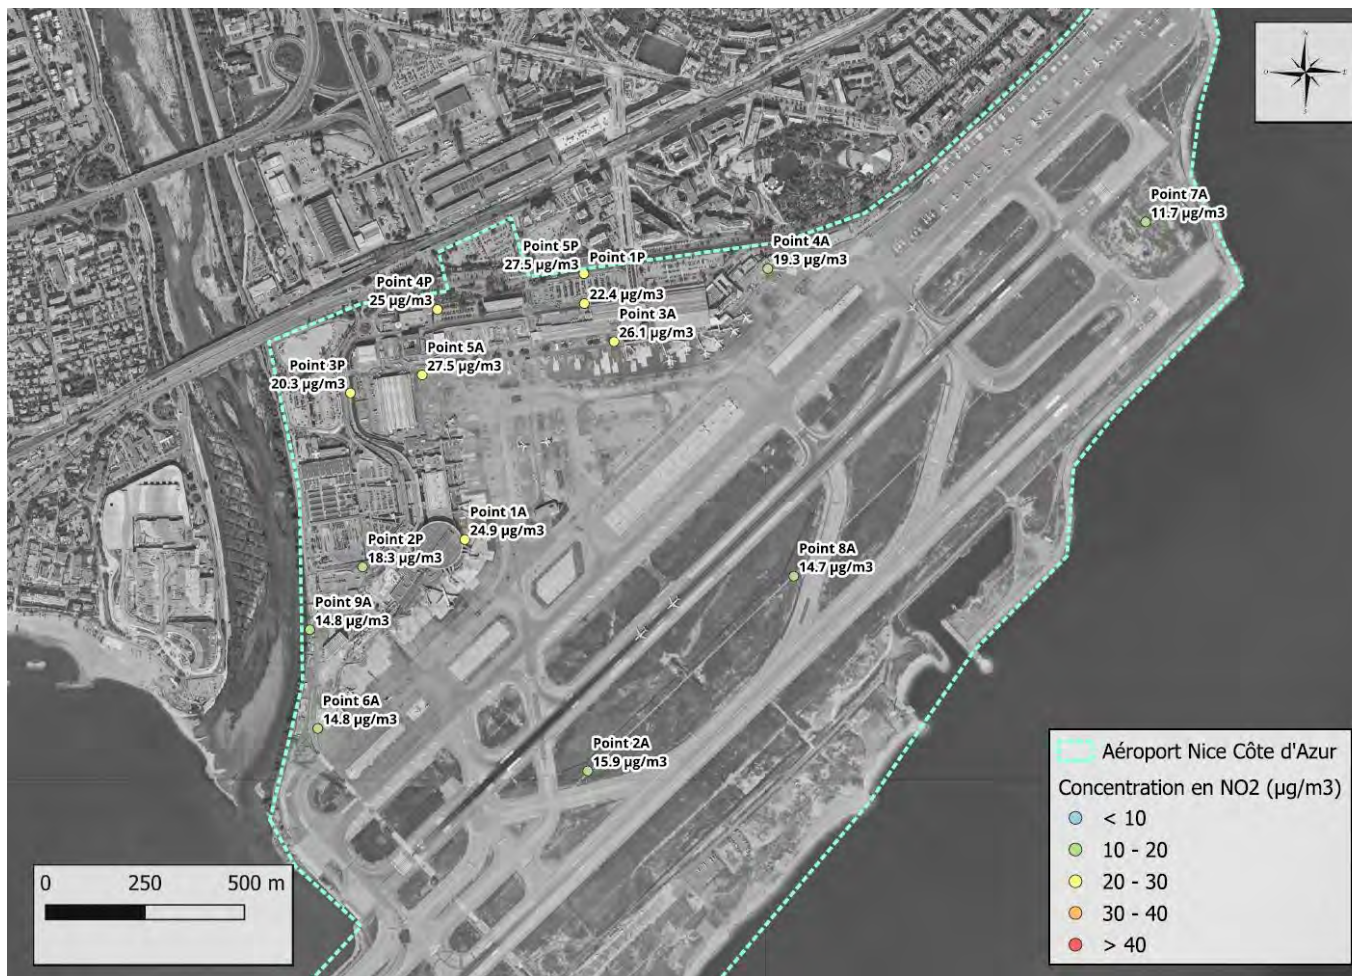 Point 7A
11.7 µg/m3
Point 5P
27.5 µg/m3
Point 1P
22.4 µg/m3
Point 4A
19.3 µg/m3
Point 4P
25 µg/m3
Point 3A
26.1 µg/m3
Point 5A
27.5 µg/m3
Point 3P
20.3 µg/m3
Point 1A
24.9 µg/m3
Point 2P
18.3 µg/m3
Point 8A
14.7 µg/m3
Point 9A
14.8 µg/m3
Point 6A
14.8 µg/m3
Point 2A
15.9 µg/m3
Aéroport Nice Côte d'Azur
Concentration en NO2 (µg/m3)
< 10
10 - 20
20 - 30
30 - 40
> 40
0 250 500 m